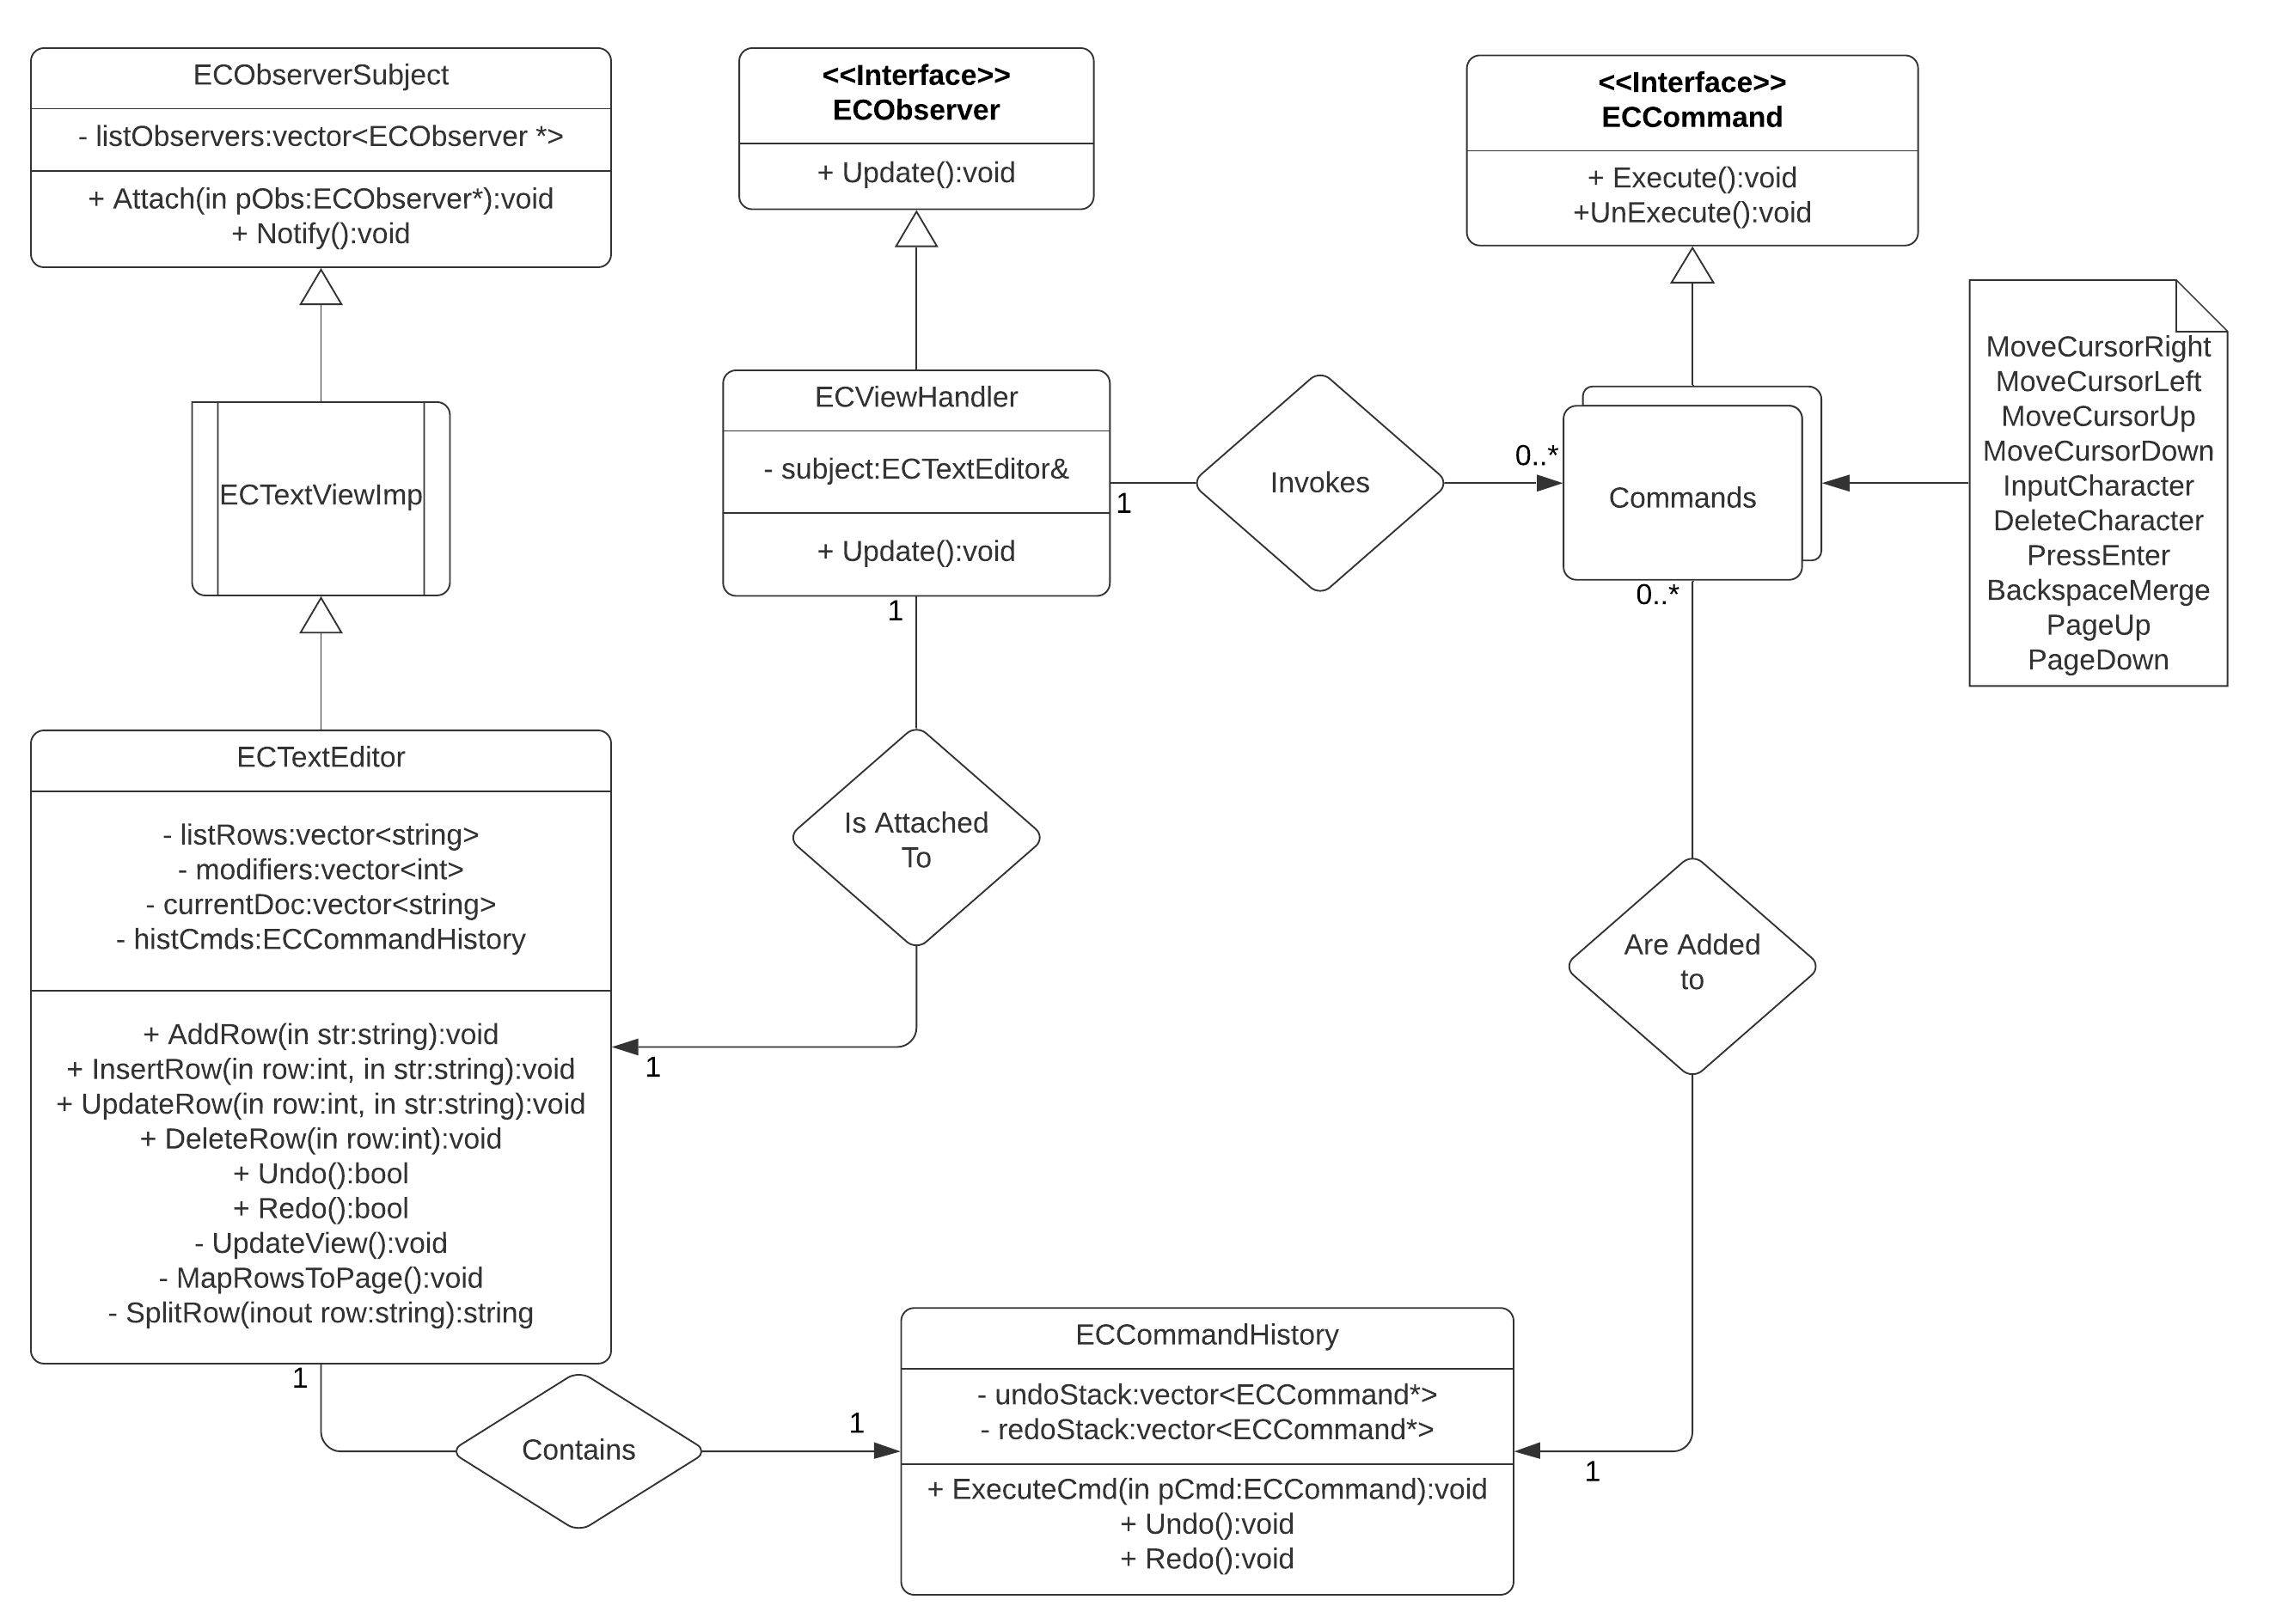 ECObserverSubject
- listObservers:vector<ECObserver *>
+ Attach(in pObs:ECObserver*):void
+ Notify():void
<<Interface>>
ECObserver
+ Update():void
<<Interface>>
ECCommand
+ Execute():void
+UnExecute():void
ECTextViewImp
ECViewHandler
- subject:ECTextEditor&
+ Update():void
1
1
Invokes
0..*
Commands
0..*
MoveCursorRight
MoveCursorLeft
MoveCursorUp
MoveCursorDown
InputCharacter
DeleteCharacter
PressEnter
BackspaceMerge
PageUp
PageDown
ECTextEditor
- listRows:vector<string>
- modifiers:vector<int>
- currentDoc:vector<string>
- histCmds:ECCommandHistory
+ AddRow(in str:string):void
+ InsertRow(in row:int, in str:string):void
+ UpdateRow(in row:int, in str:string):void
+ DeleteRow(in row:int):void
+ Undo():bool
+ Redo():bool
- UpdateView():void
- MapRowsToPage():void
- SplitRow(inout row:string):string
1
Is Attached
To
1
Are Added
to
1
Contains
1
ECCommandHistory
- undoStack:vector<ECCommand*>
- redoStack:vector<ECCommand*>
+ ExecuteCmd(in pCmd:ECCommand):void
+ Undo():void
+ Redo():void